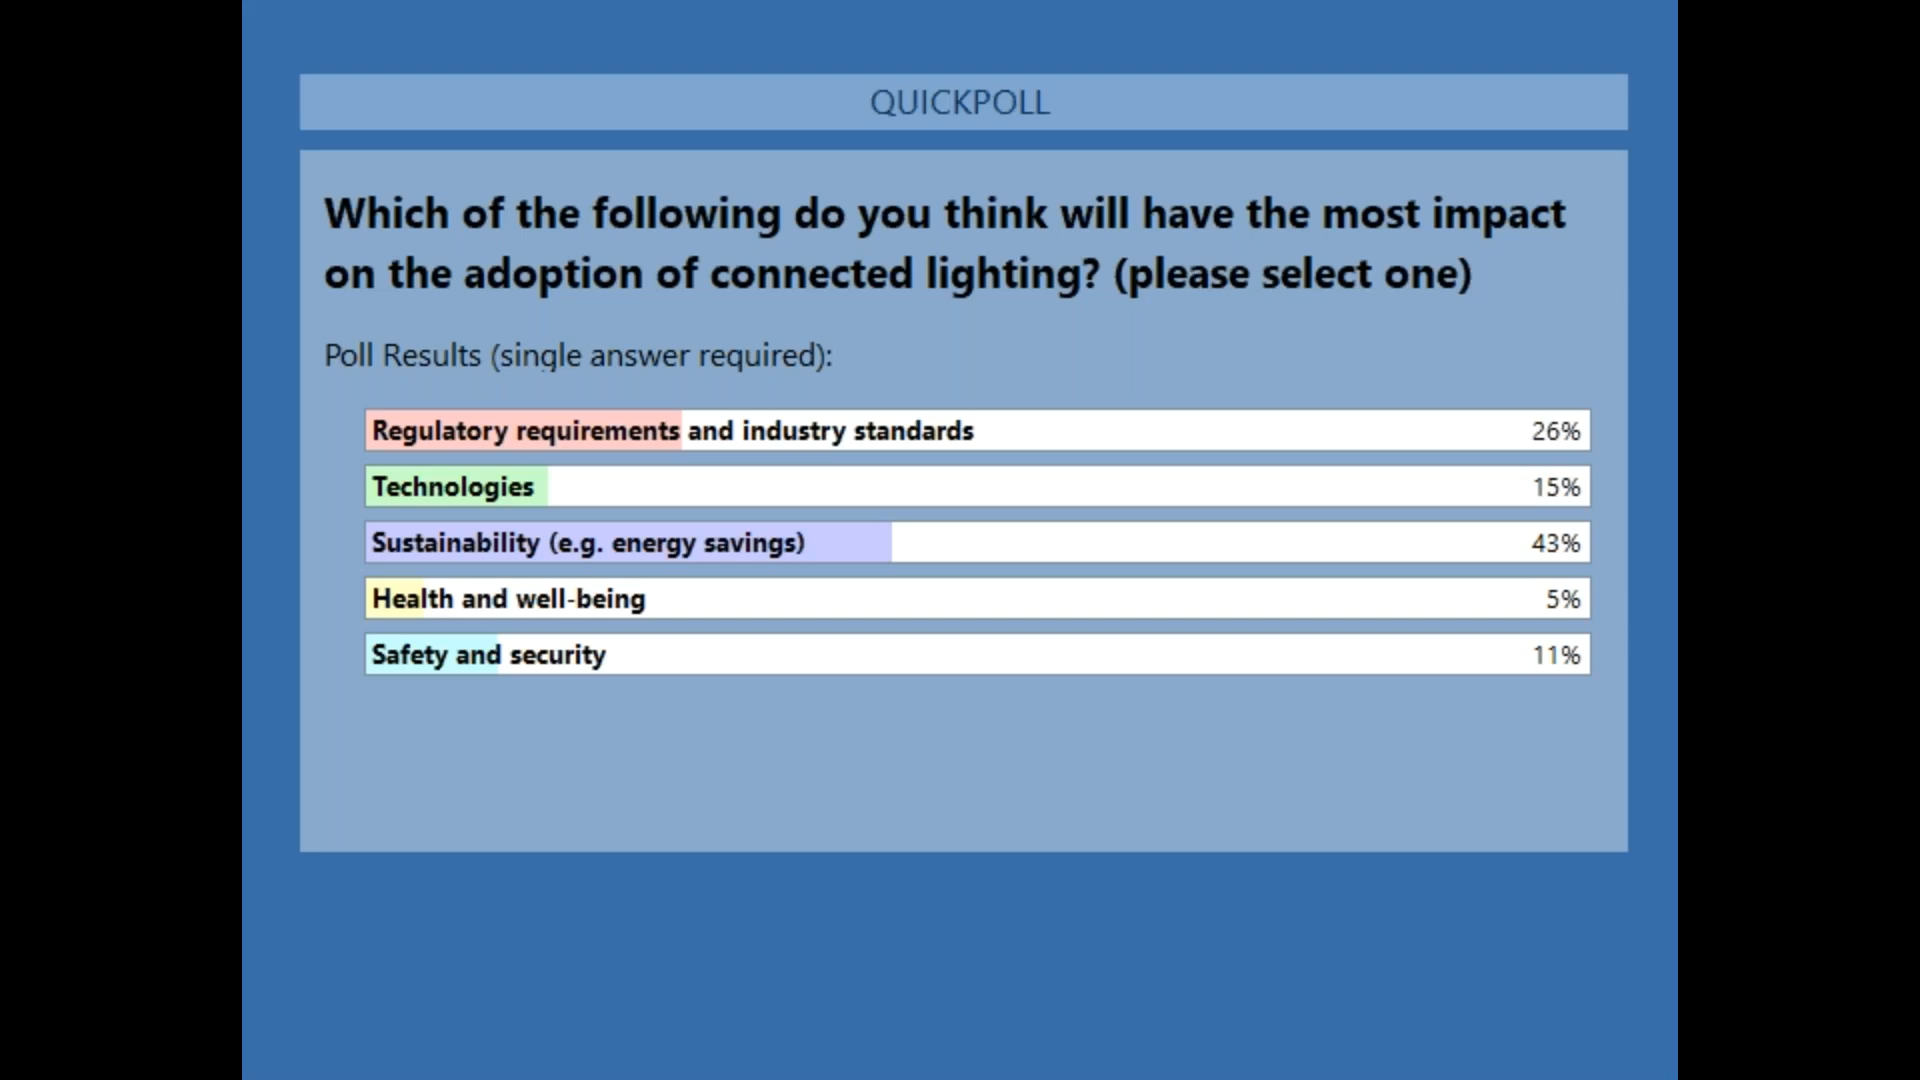 QUICKPOLL
Which of the following do you think will have the most impact
on the adoption of connected lighting? (please select one)
Poll Results (single answer required):
Regulatory requirements and industry standards 26%
Technologies 15%
Sustainability (e.g. energy savings) 43%
Health and well-being 5%
Safety and security 11%